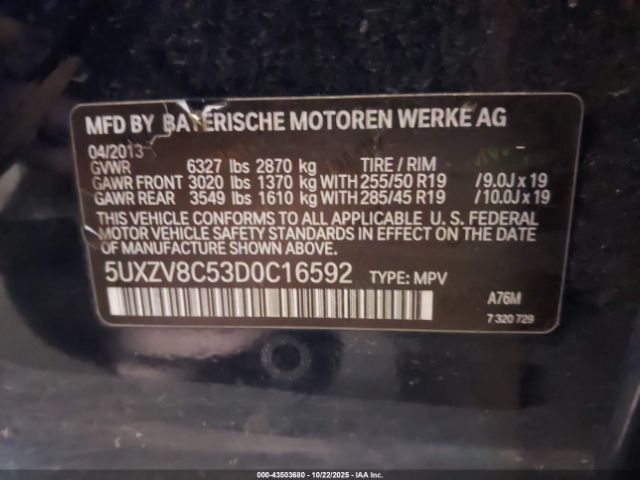 MFD BY BAYERISCHE MOTOREN WERKE AG
04/2013
GVWR 6327 lbs 2870 kg TIRE / RIM
GAWR FRONT 3020 lbs 1370 kg WITH 255/50 R19 /9.0J x 19
GAWR REAR 3549 lbs 1610 kg WITH 285/45 R19 /10.0J x 19
THIS VEHICLE CONFORMS TO ALL APPLICABLE U. S. FEDERAL
MOTOR VEHICLE SAFETY STANDARDS IN EFFECT ON THE DATE
OF MANUFACTURE SHOWN ABOVE.
5UXZV8C53D0C16592 TYPE: MPV
A76M
7 320 729
# - 43503680 - 10/22/2025 - IAA Inc.